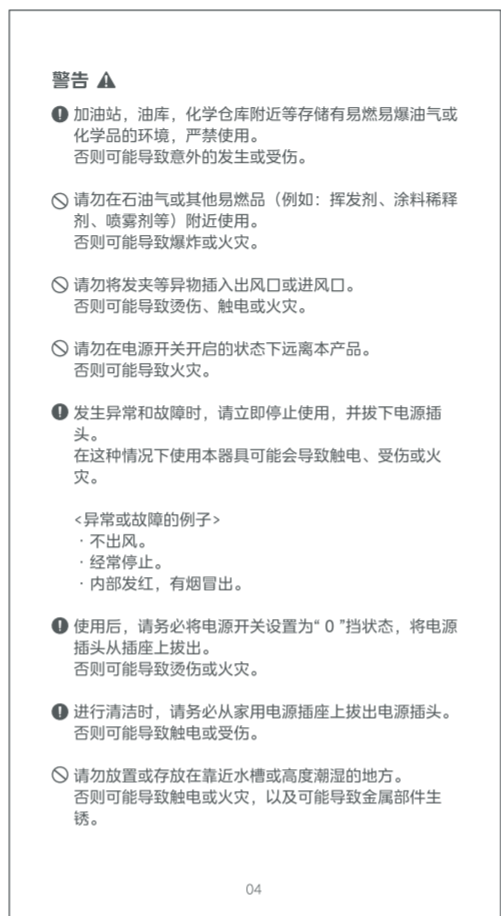 警告
加油站，油库，化学仓库附近等存储有易燃易爆油气或
化学品的环境，严禁使用。
否则可能导致意外的发生或受伤。
请勿在石油气或其他易燃品（例如：挥发剂、涂料稀释
剂、喷雾剂等）附近使用。
否则可能导致爆炸或火灾。
请勿将发夹等异物插入出风口或进风口。
否则可能导致烫伤、触电或火灾。
请勿在电源开关开启的状态下远离本产品。
否则可能导致火灾。
发生异常和故障时，请立即停止使用，并拔下电源插
头。
在这种情况下使用本器具可能会导致触电、受伤或火
灾。
<异常或故障的例子>
·不出风。
·经常停止。
·内部发红，有烟冒出。
使用后，请务必将电源开关设置为“０”挡状态，将电源
插头从插座上拔出。
否则可能导致烫伤或火灾。
进行清洁时，请务必从家用电源插座上拔出电源插头。
否则可能导致触电或受伤。
请勿放置或存放在靠近水槽或高度潮湿的地方。
否则可能导致触电或火灾，以及可能导致金属部件生
锈。
04